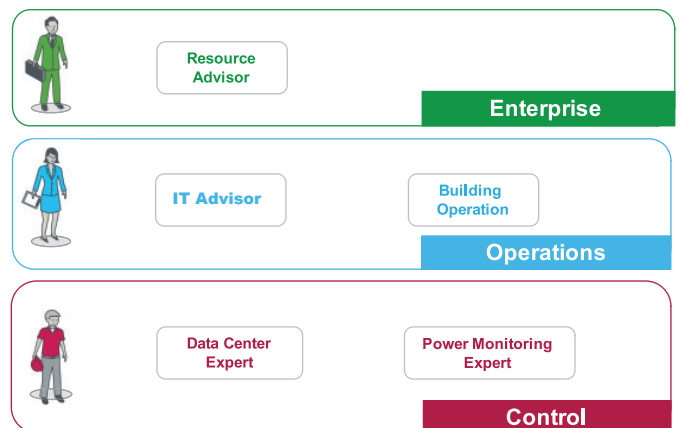 Resource
Advisor
Enterprise
IT Advisor
Building
Operation
Operations
Data Center
Expert
Power Monitoring
Expert
Control